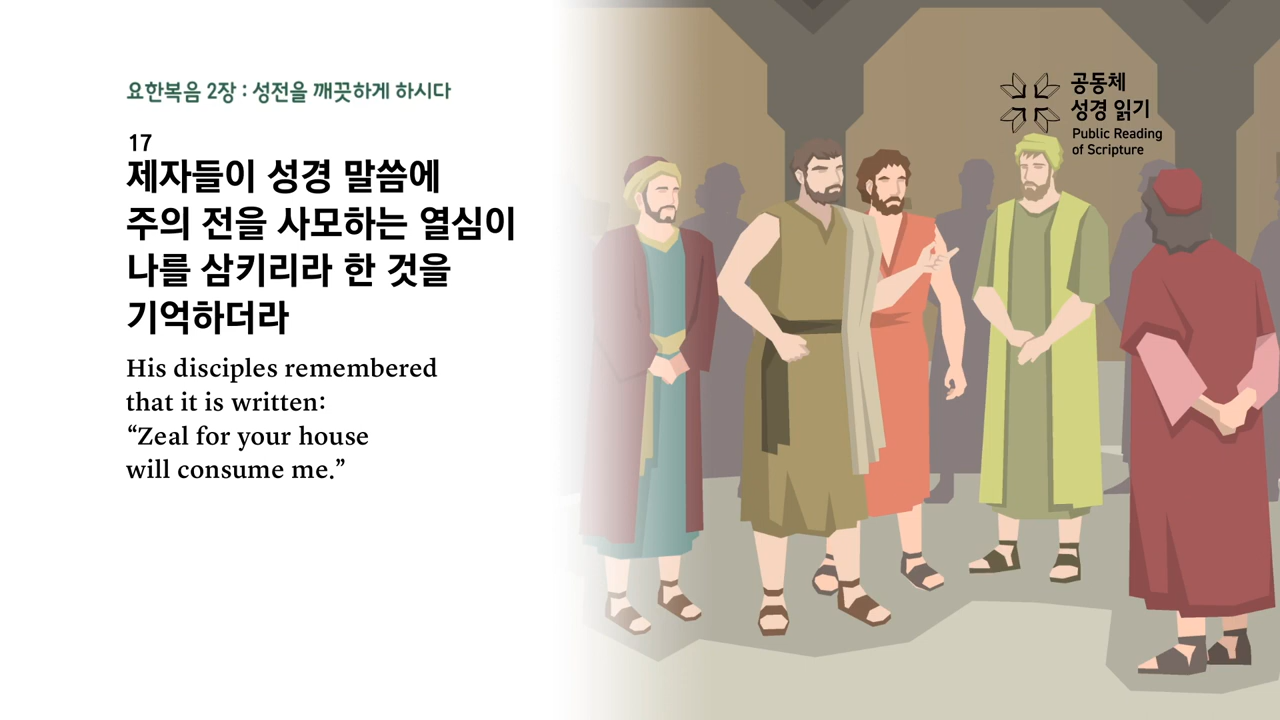 요한복음 2장 : 성전을 깨끗하게 하시다
17
제자들이 성경 말씀에
주의 전을 사모하는 열심이
나를 삼키리라 한 것을
기억하더라
His disciples remembered
that it is written:
“Zeal for your house
will consume me.”
공동체
성경 읽기
Public Reading
of Scripture